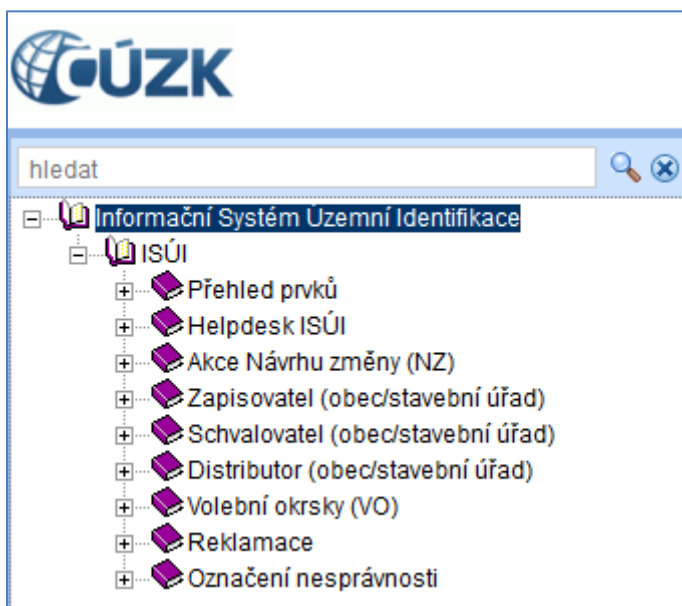 ČÚZK
hledat
Informační Systém Územní Identifikace
ISÚI
Přehled prvků
Helpdesk ISÚI
Akce Návrhu změny (NZ)
Zapisovatel (obec/stavební úřad)
Schvalovatel (obec/stavební úřad)
Distributor (obec/stavební úřad)
Volební okrsky (VO)
Reklamace
Označení nesprávnosti